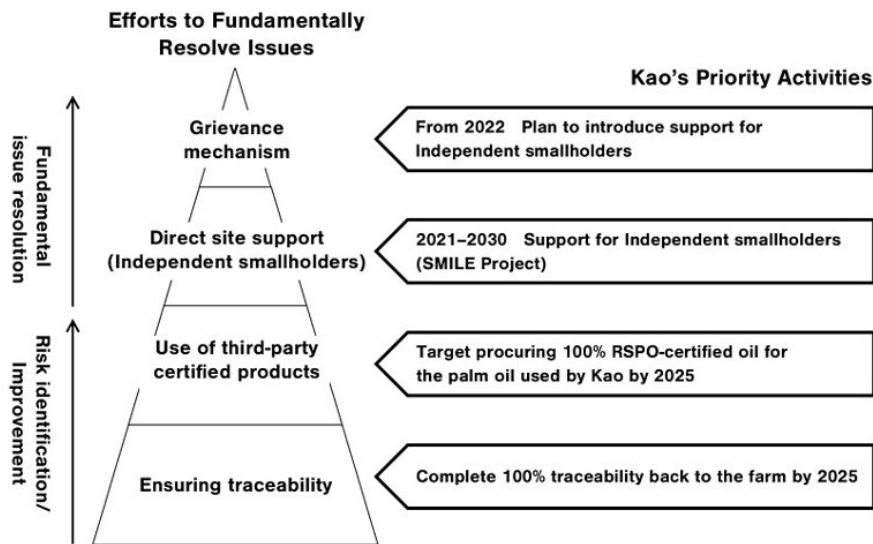 Efforts to Fundamentally
Resolve Issues
Kao's Priority Activities
Fundamental
issue resolution
Grievance
mechanism
From 2022 Plan to introduce support for
Independent smallholders
Direct site support
(Independent smallholders)
2021–2030 Support for Independent smallholders
(SMILE Project)
Risk identification/
Improvement
Use of third-party
certified products
Target procuring 100% RSPO-certified oil for
the palm oil used by Kao by 2025
Ensuring traceability
Complete 100% traceability back to the farm by 2025